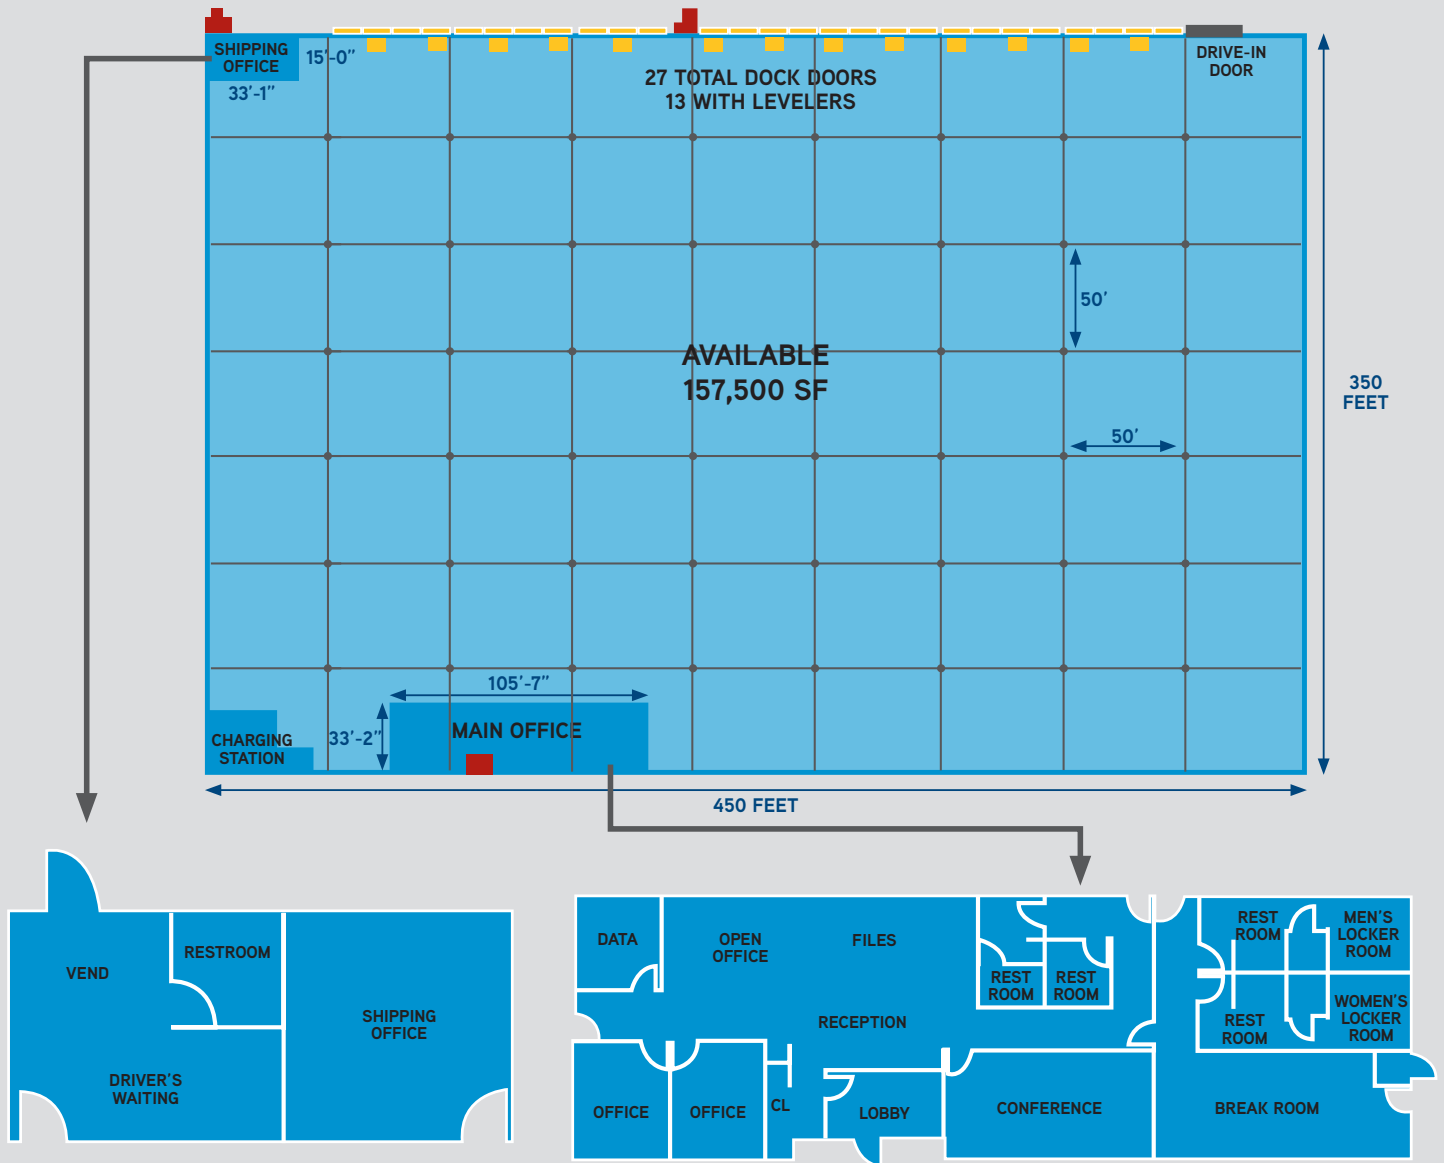 SHIPPING
OFFICE
15′-0″
33′-1″
27 TOTAL DOCK DOORS
13 WITH LEVELERS
DRIVE-IN
DOOR
50′
AVAILABLE
157,500 SF
350
FEET
50′
105′-7″
MAIN OFFICE
33′-2″
CHARGING
STATION
450 FEET
VEND
RESTROOM
SHIPPING
OFFICE
DRIVER'S
WAITING
DATA
OPEN
OFFICE
FILES
REST
ROOM
REST
ROOM
RECEPTION
OFFICE
OFFICE
CL
LOBBY
CONFERENCE
REST
ROOM
MEN'S
LOCKER
ROOM
REST
ROOM
WOMEN'S
LOCKER
ROOM
BREAK ROOM